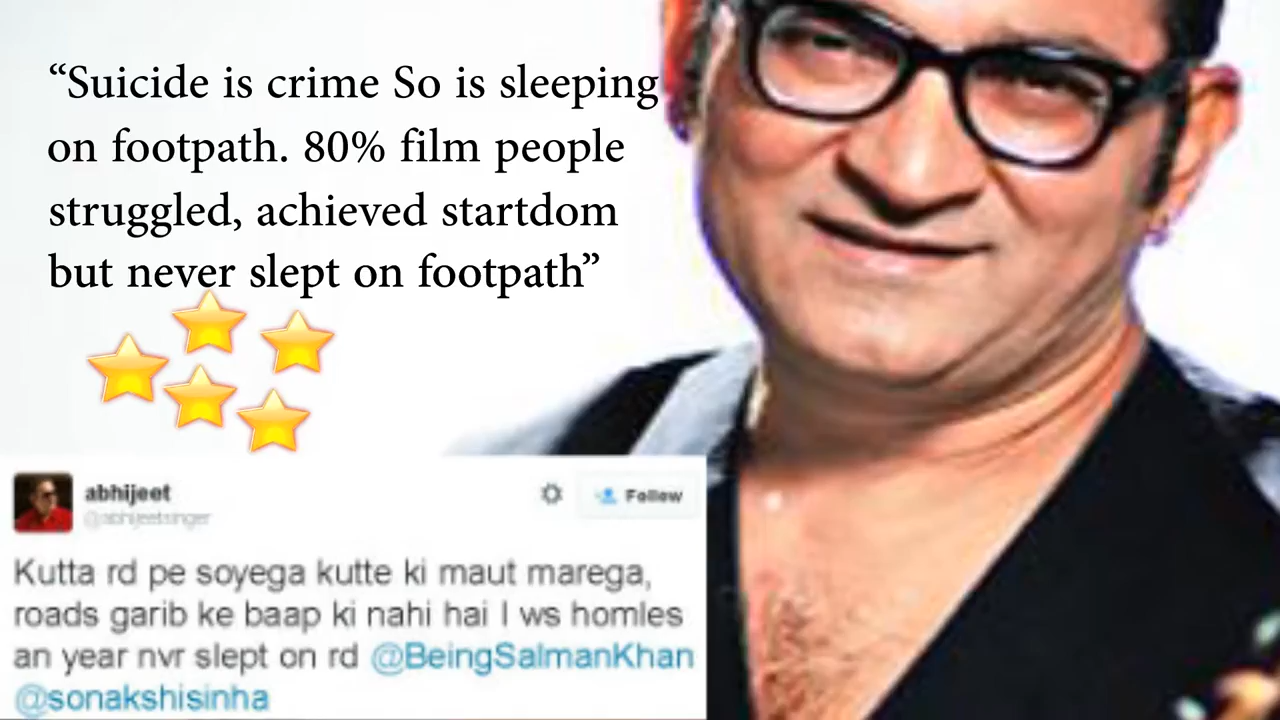 “Suicide is crime So is sleeping
on footpath. 80% film people
struggled, achieved startdom
but never slept on footpath”
abhijeet
@abhijeetsinger
Follow
Kutta rd pe soyega kutte ki maut marega,
roads garib ke baap ki nahi hai I ws homles
an year nvr slept on rd @BeingSalmanKhan
@sonakshisinha